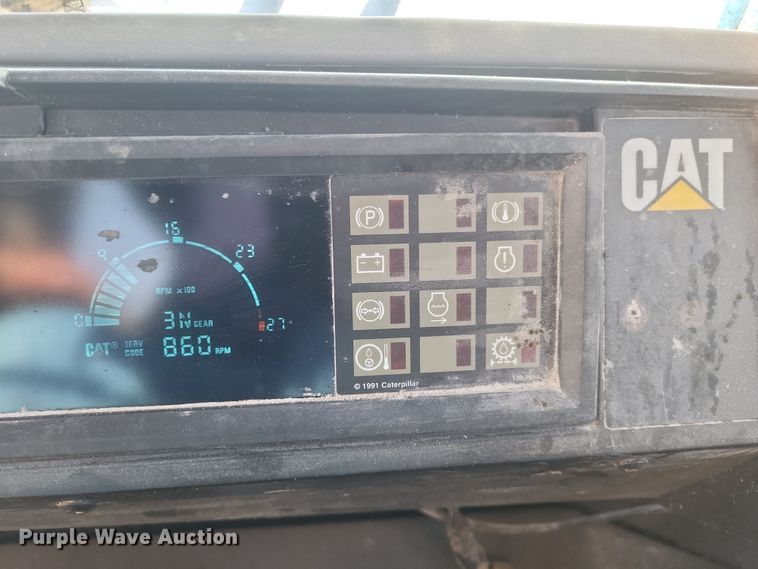 CAT
15
9
23
RPM x100
0
3N GEAR
27
CAT® SERV CODE 860 RPM
P
© 1991 Caterpillar
Purple Wave Auction